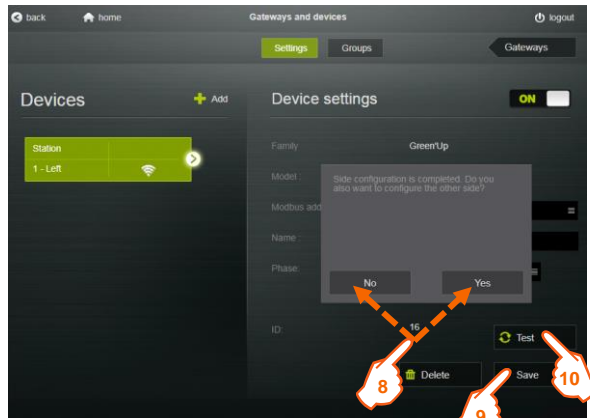 back
home
Gateways and devices
logout
Settings
Groups
Gateways
Devices
Add
Device settings
ON
Station
1 - Left
Family
Green'Up
Model :
Side configuration is completed. Do you
also want to configure the other side?
Modbus add
Name :
Phase:
No
Yes
ID:
16
Test
Delete
Save
8
9
10